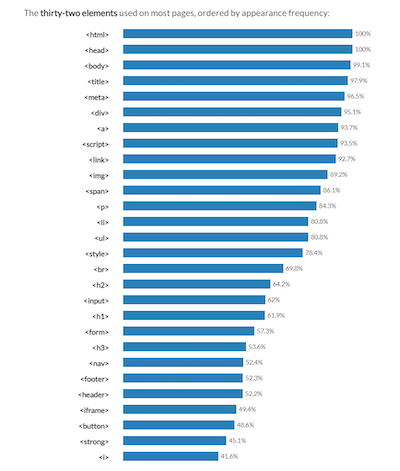 The thirty-two elements used on most pages, ordered by appearance frequency:
<html> 100%
<head> 100%
<body> 99.1%
<title> 97.9%
<meta> 96.5%
<div> 95.1%
<a> 93.7%
<script> 93.5%
<link> 92.7%
<img> 89.2%
<span> 86.1%
<p> 84.3%
<li> 80.8%
<ul> 80.8%
<style> 78.4%
<br> 69.8%
<h2> 64.2%
<input> 62%
<h1> 61.9%
<form> 57.3%
<h3> 53.6%
<nav> 52.4%
<footer> 52.3%
<header> 52.2%
<iframe> 49.4%
<button> 48.6%
<strong> 45.1%
<i> 41.6%